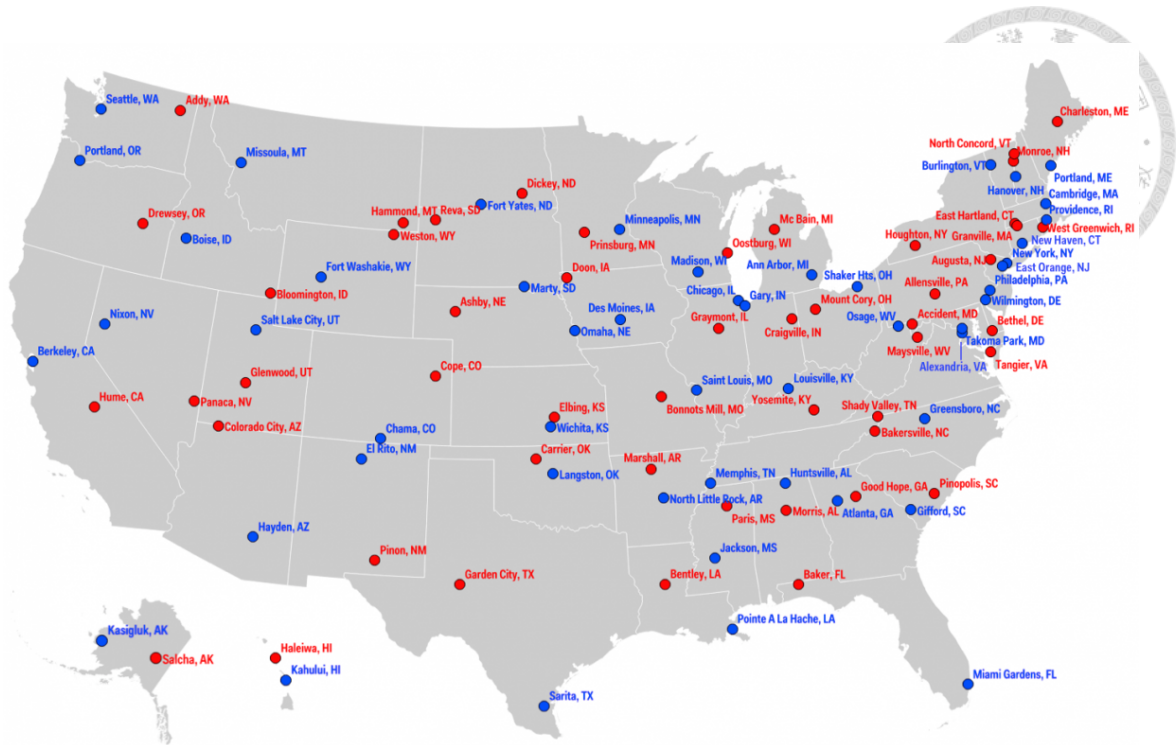 Seattle, WA
Addy, WA
Charleston, ME
North Concord, VT
Monroe, NH
Portland, OR
Missoula, MT
Burlington, VT
Portland, ME
Hanover, NH
Dickey, ND
Cambridge, MA
Fort Yates, ND
Hammond, MT
Reva, SD
Providence, RI
Drewsey, OR
Minneapolis, MN
Mc Bain, MI
East Hartland, CT
West Greenwich, RI
Weston, WY
Prinsburg, MN
Boise, ID
Oostburg, WI
Houghton, NY
Granville, MA
New Haven, CT
New York, NY
Madison, WI
Augusta, NJ
East Orange, NJ
Fort Washakie, WY
Doon, IA
Ann Arbor, MI
Shaker Hts, OH
Philadelphia, PA
Allensville, PA
Marty, SD
Bloomington, ID
Chicago, IL
Gary, IN
Wilmington, DE
Ashby, NE
Mount Cory, OH
Des Moines, IA
Osage, WV
Accident, MD
Nixon, NV
Salt Lake City, UT
Graymont, IL
Bethel, DE
Omaha, NE
Craigville, IN
Takoma Park, MD
Maysville, WV
Berkeley, CA
Tangier, VA
Alexandria, VA
Cope, CO
Glenwood, UT
Saint Louis, MO
Louisville, KY
Hume, CA
Panaca, NV
Yosemite, KY
Elbing, KS
Bonnots Mill, MO
Shady Valley, TN
Greensboro, NC
Colorado City, AZ
Chama, CO
Wichita, KS
Bakersville, NC
El Rito, NM
Carrier, OK
Marshall, AR
Langston, OK
Memphis, TN
Huntsville, AL
Good Hope, GA
Pinopolis, SC
North Little Rock, AR
Paris, MS
Morris, AL
Atlanta, GA
Gifford, SC
Hayden, AZ
Pinon, NM
Jackson, MS
Garden City, TX
Bentley, LA
Baker, FL
Pointe A La Hache, LA
Kasigluk, AK
Haleiwa, HI
Salcha, AK
Kahului, HI
Miami Gardens, FL
Sarita, TX